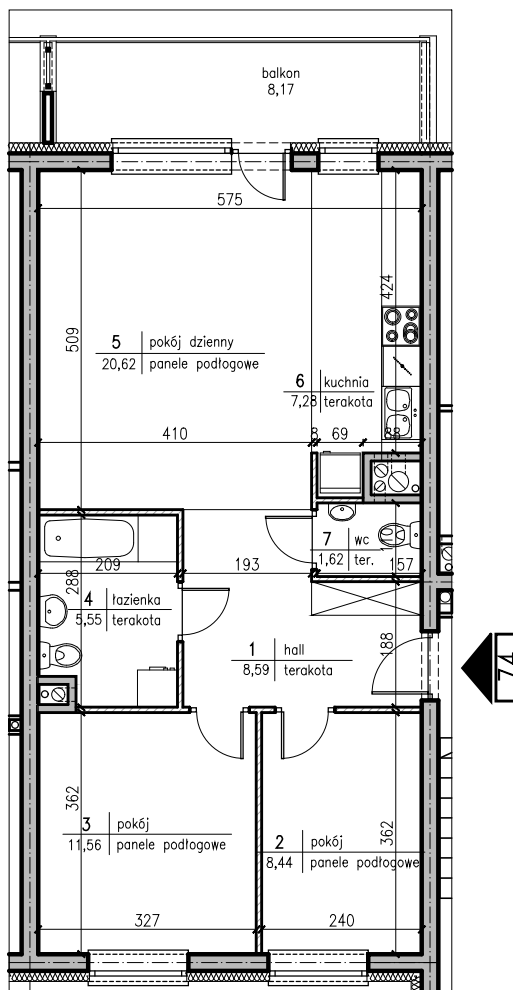 balkon
8,17
575
424
509
5 pokój dzienny
20,62 panele podłogowe
6 kuchnia
7,28 terakota
410 8 69 88
7 wc
1,62 ter.
209 193 157
288
4 łazienka
5,55 terakota
188
1 hall
8,59 terakota
74
362 362
3 pokój
11,56 panele podłogowe
2 pokój
8,44 panele podłogowe
327 240